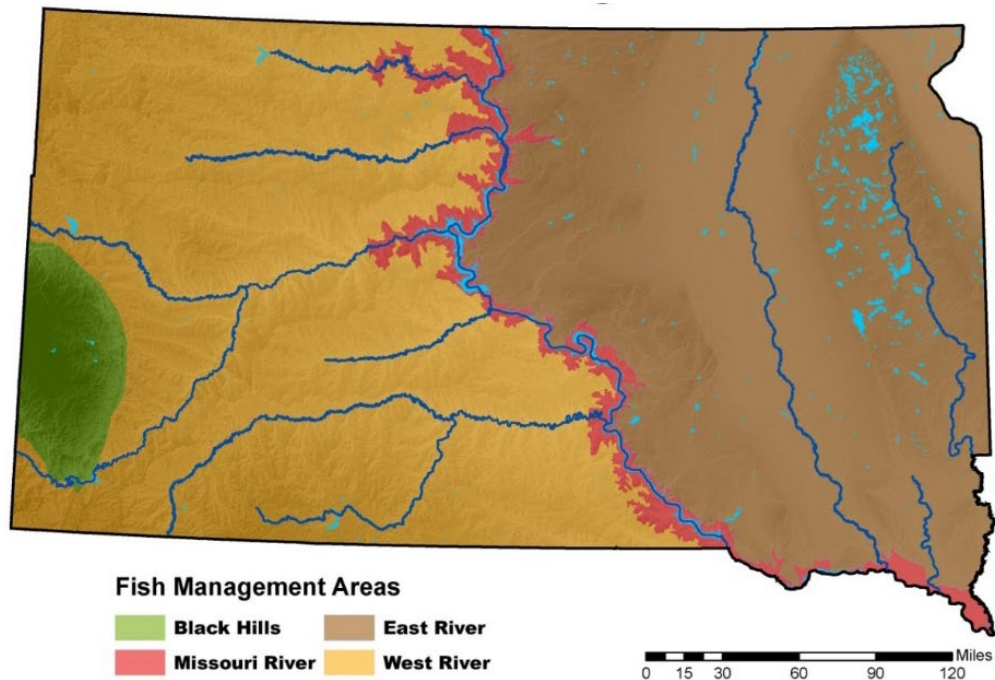 Fish Management Areas
Black Hills East River
Missouri River West River
Miles
0 15 30 60 90 120